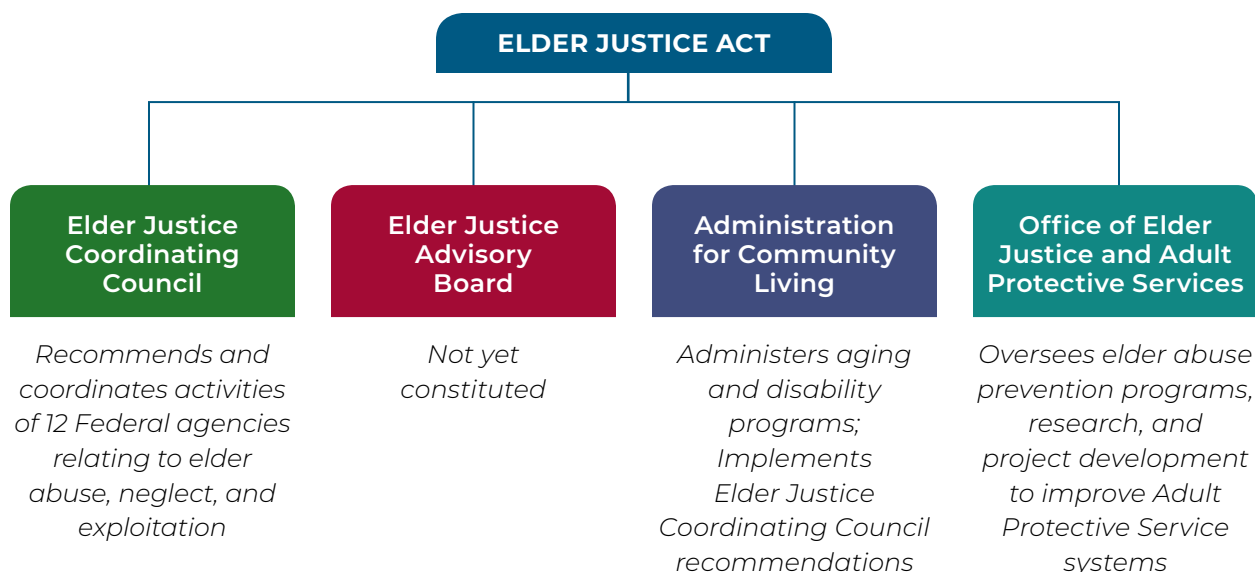 ELDER JUSTICE ACT
Elder Justice
Coordinating
Council
Recommends and
coordinates activities
of 12 Federal agencies
relating to elder
abuse, neglect, and
exploitation
Elder Justice
Advisory
Board
Not yet
constituted
Administration
for Community
Living
Administers aging
and disability
programs;
Implements
Elder Justice
Coordinating Council
recommendations
Office of Elder
Justice and Adult
Protective Services
Oversees elder abuse
prevention programs,
research, and
project development
to improve Adult
Protective Service
systems